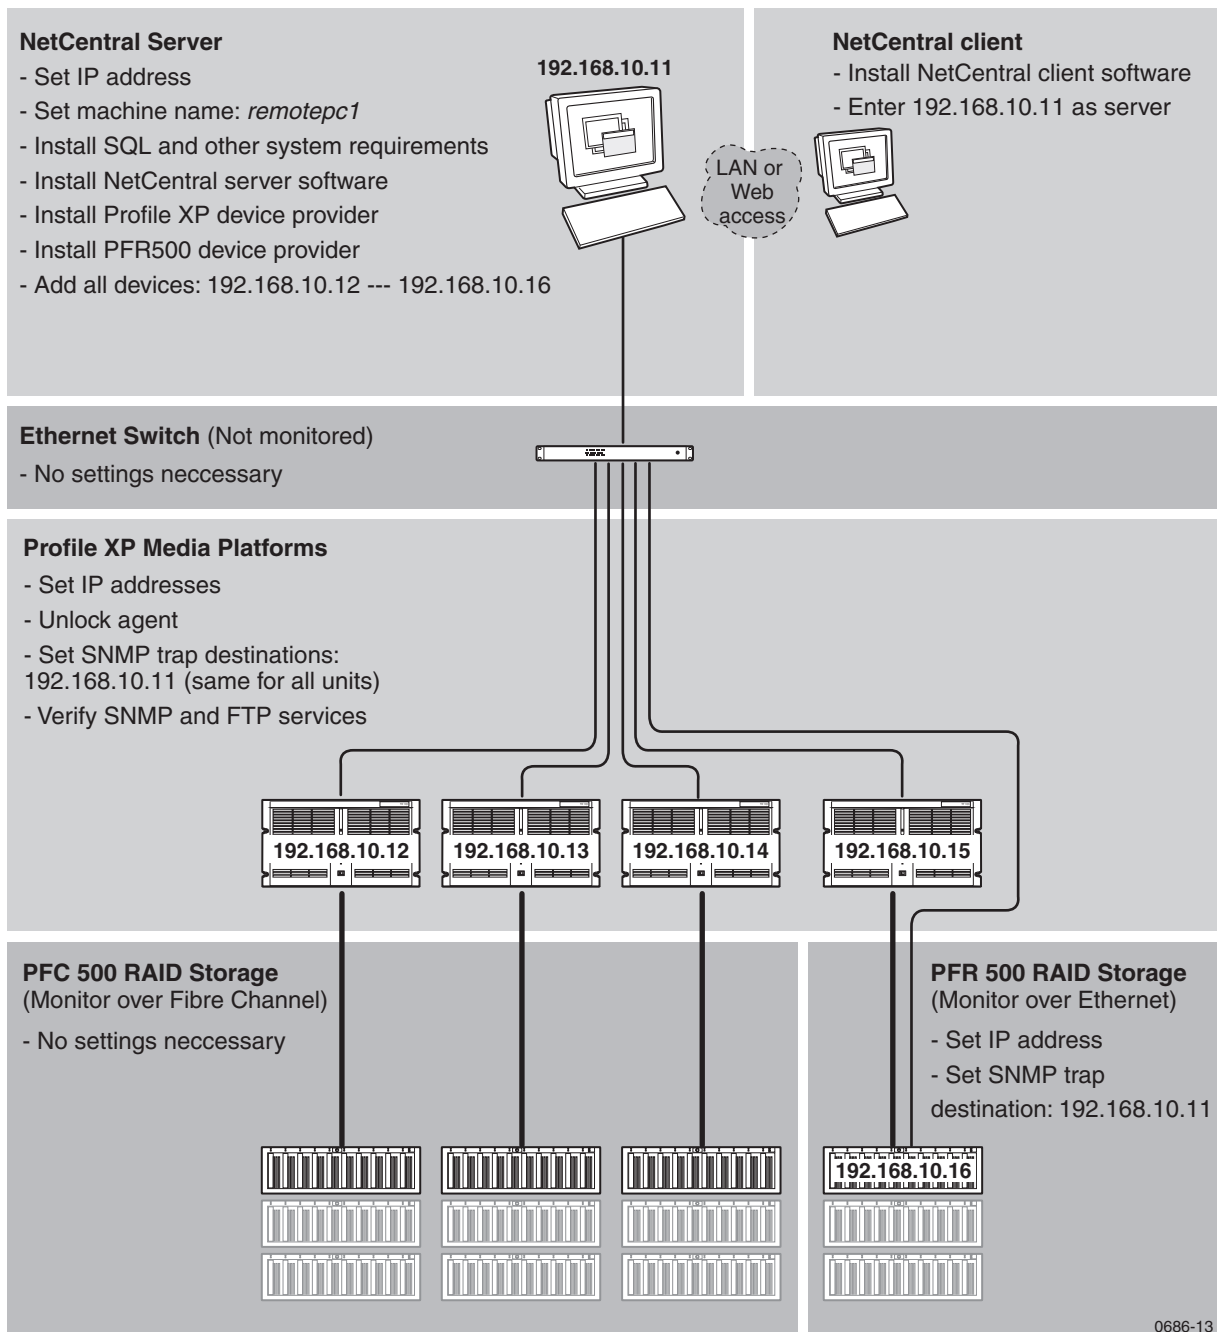 NetCentral Server
- Set IP address
- Set machine name: remotepc1
- Install SQL and other system requirements
- Install NetCentral server software
- Install Profile XP device provider
- Install PFR500 device provider
- Add all devices: 192.168.10.12 --- 192.168.10.16
192.168.10.11
LAN or
Web
access
NetCentral client
- Install NetCentral client software
- Enter 192.168.10.11 as server
Ethernet Switch (Not monitored)
- No settings neccessary
Profile XP Media Platforms
- Set IP addresses
- Unlock agent
- Set SNMP trap destinations:
192.168.10.11 (same for all units)
- Verify SNMP and FTP services
192.168.10.12
192.168.10.13
192.168.10.14
192.168.10.15
PFC 500 RAID Storage
(Monitor over Fibre Channel)
- No settings neccessary
PFR 500 RAID Storage
(Monitor over Ethernet)
- Set IP address
- Set SNMP trap
destination: 192.168.10.11
192.168.10.16
0686-13